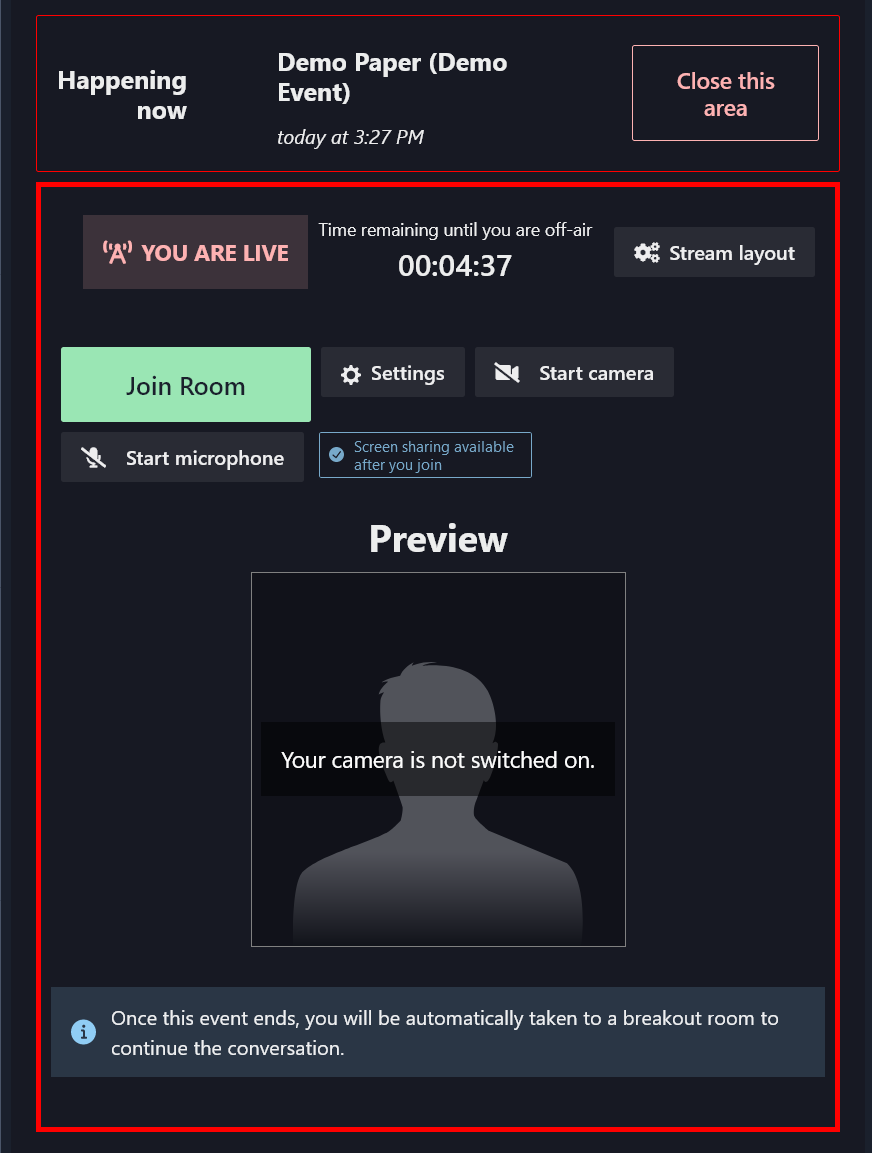 Happening
now
Demo Paper (Demo
Event)
today at 3:27 PM
Close this
area
YOU ARE LIVE
Time remaining until you are off-air
00:04:37
Stream layout
Join Room
Settings
Start camera
Start microphone
Screen sharing available
after you join
Preview
Your camera is not switched on.
Once this event ends, you will be automatically taken to a breakout room to
continue the conversation.